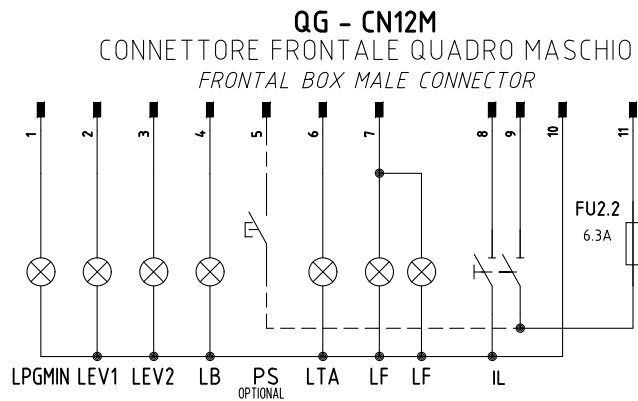 QG - CN12M
CONNETTORE FRONTALE QUADRO MASCHIO
FRONTAL BOX MALE CONNECTOR
1 2 3 4 5 6 7 8 9 10 11
FU2.2
6.3A
LPGMIN LEV1 LEV2 LB PS LTA LF LF IL
OPTIONAL